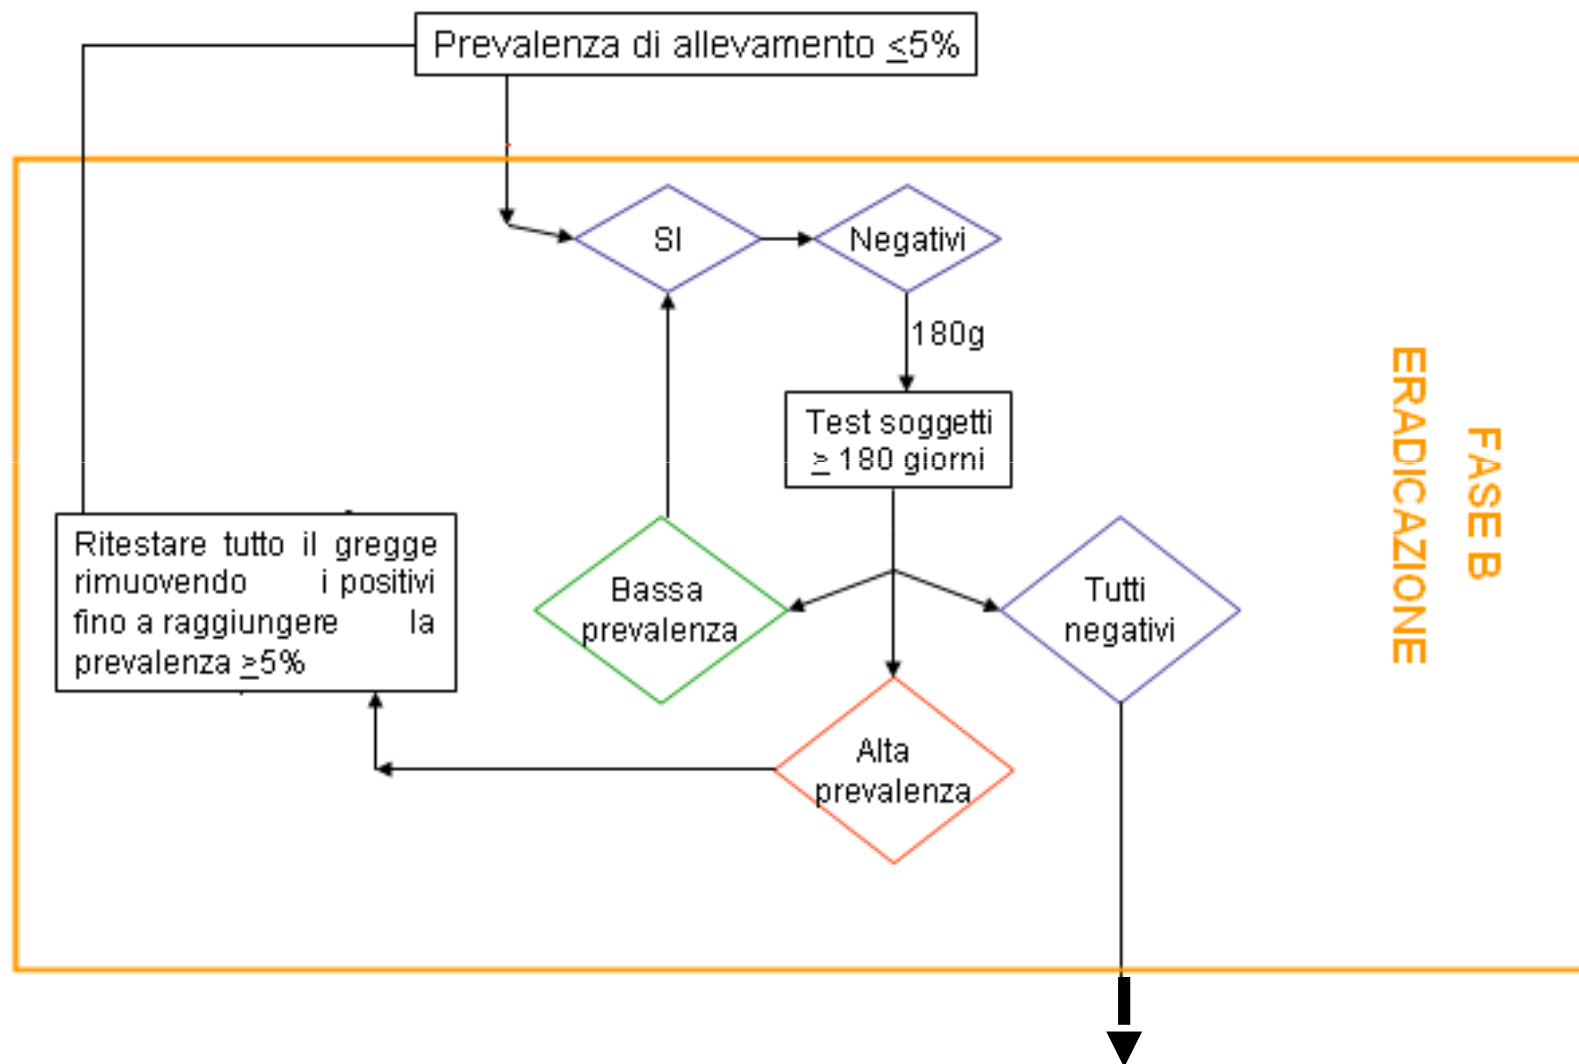 Prevalenza di allevamento ≤5%
SI
Negativi
180g
Test soggetti
≥ 180 giorni
Ritestare tutto il gregge
rimuovendo i positivi
fino a raggiungere la
prevalenza ≥5%
Bassa
prevalenza
Tutti
negativi
Alta
prevalenza
FASE B
ERADICAZIONE